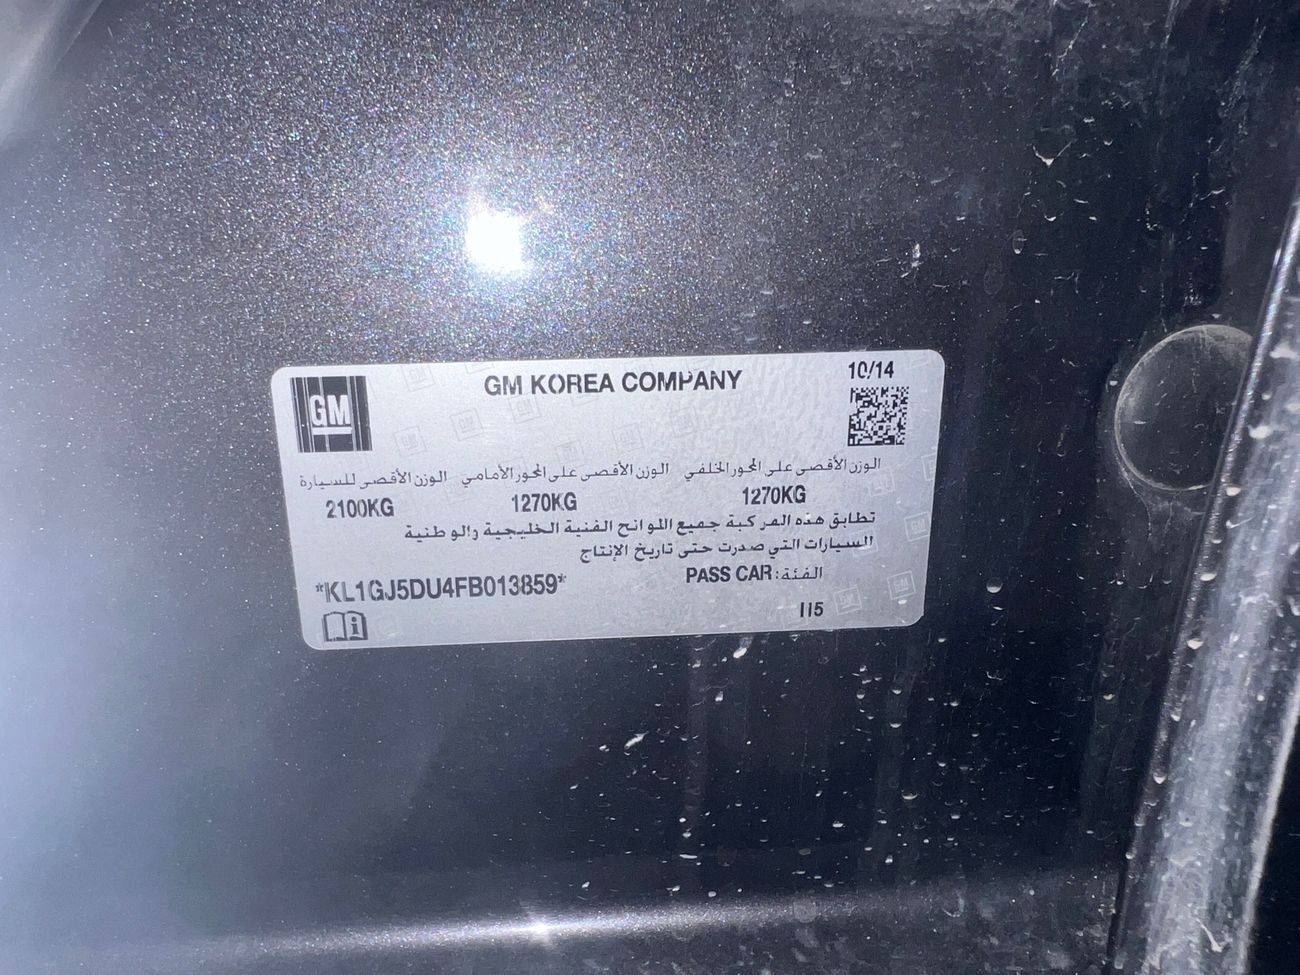 GM
GM KOREA COMPANY
10/14
الوزن الأقصى على المحور الخلفي
الوزن الأقصى على المحور الأمامي
الوزن الأقصى للسيارة
1270KG
1270KG
2100KG
تطابق هذه المركبة جميع اللوائح الفنية الخليجية والوطنية
السيارات التي صدرت حتى تاريخ الإنتاج
الفئة: PASS CAR
*KL1GJ5DU4FB013859*
115